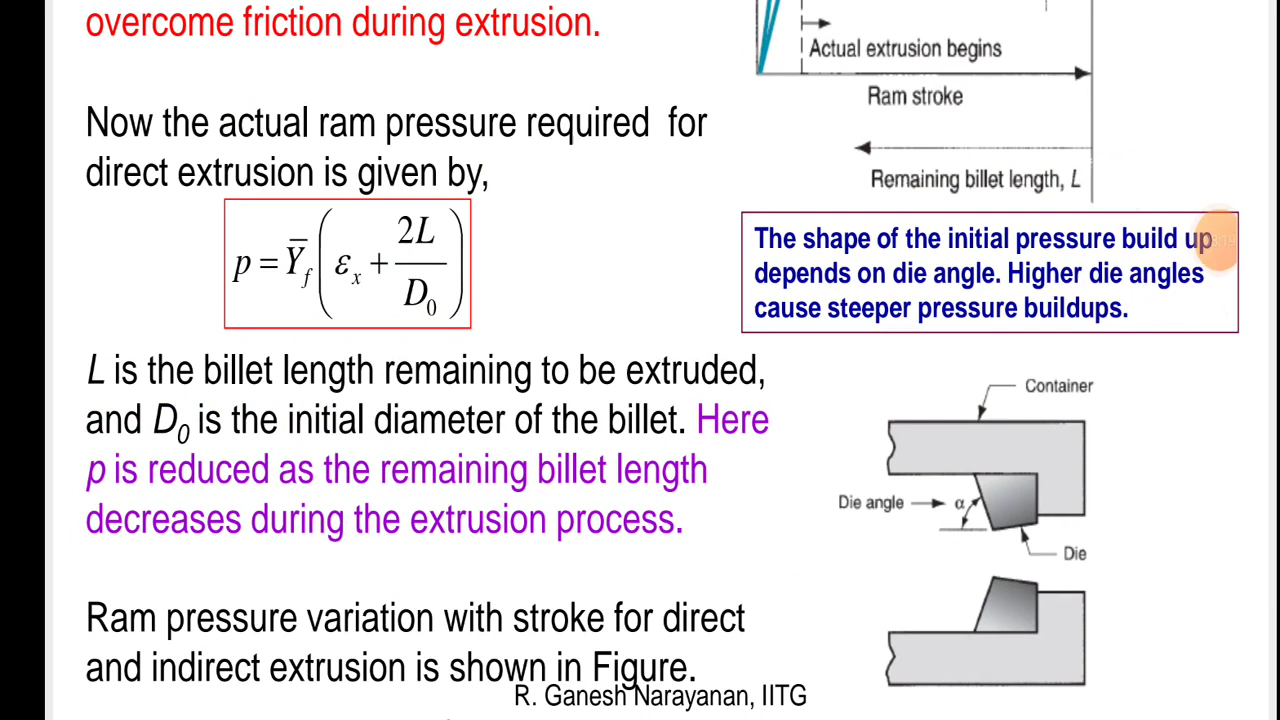 overcome friction during extrusion.
Actual extrusion begins
Ram stroke
Remaining billet length, L
Now the actual ram pressure required for
direct extrusion is given by,
p = Ȳ_f ( ε_x + 2L / D_0 )
The shape of the initial pressure build up
depends on die angle. Higher die angles
cause steeper pressure buildups.
L is the billet length remaining to be extruded,
and D_0 is the initial diameter of the billet. Here
p is reduced as the remaining billet length
decreases during the extrusion process.
Container
Die angle
α
Die
Ram pressure variation with stroke for direct
and indirect extrusion is shown in Figure.
R. Ganesh Narayanan, IITG